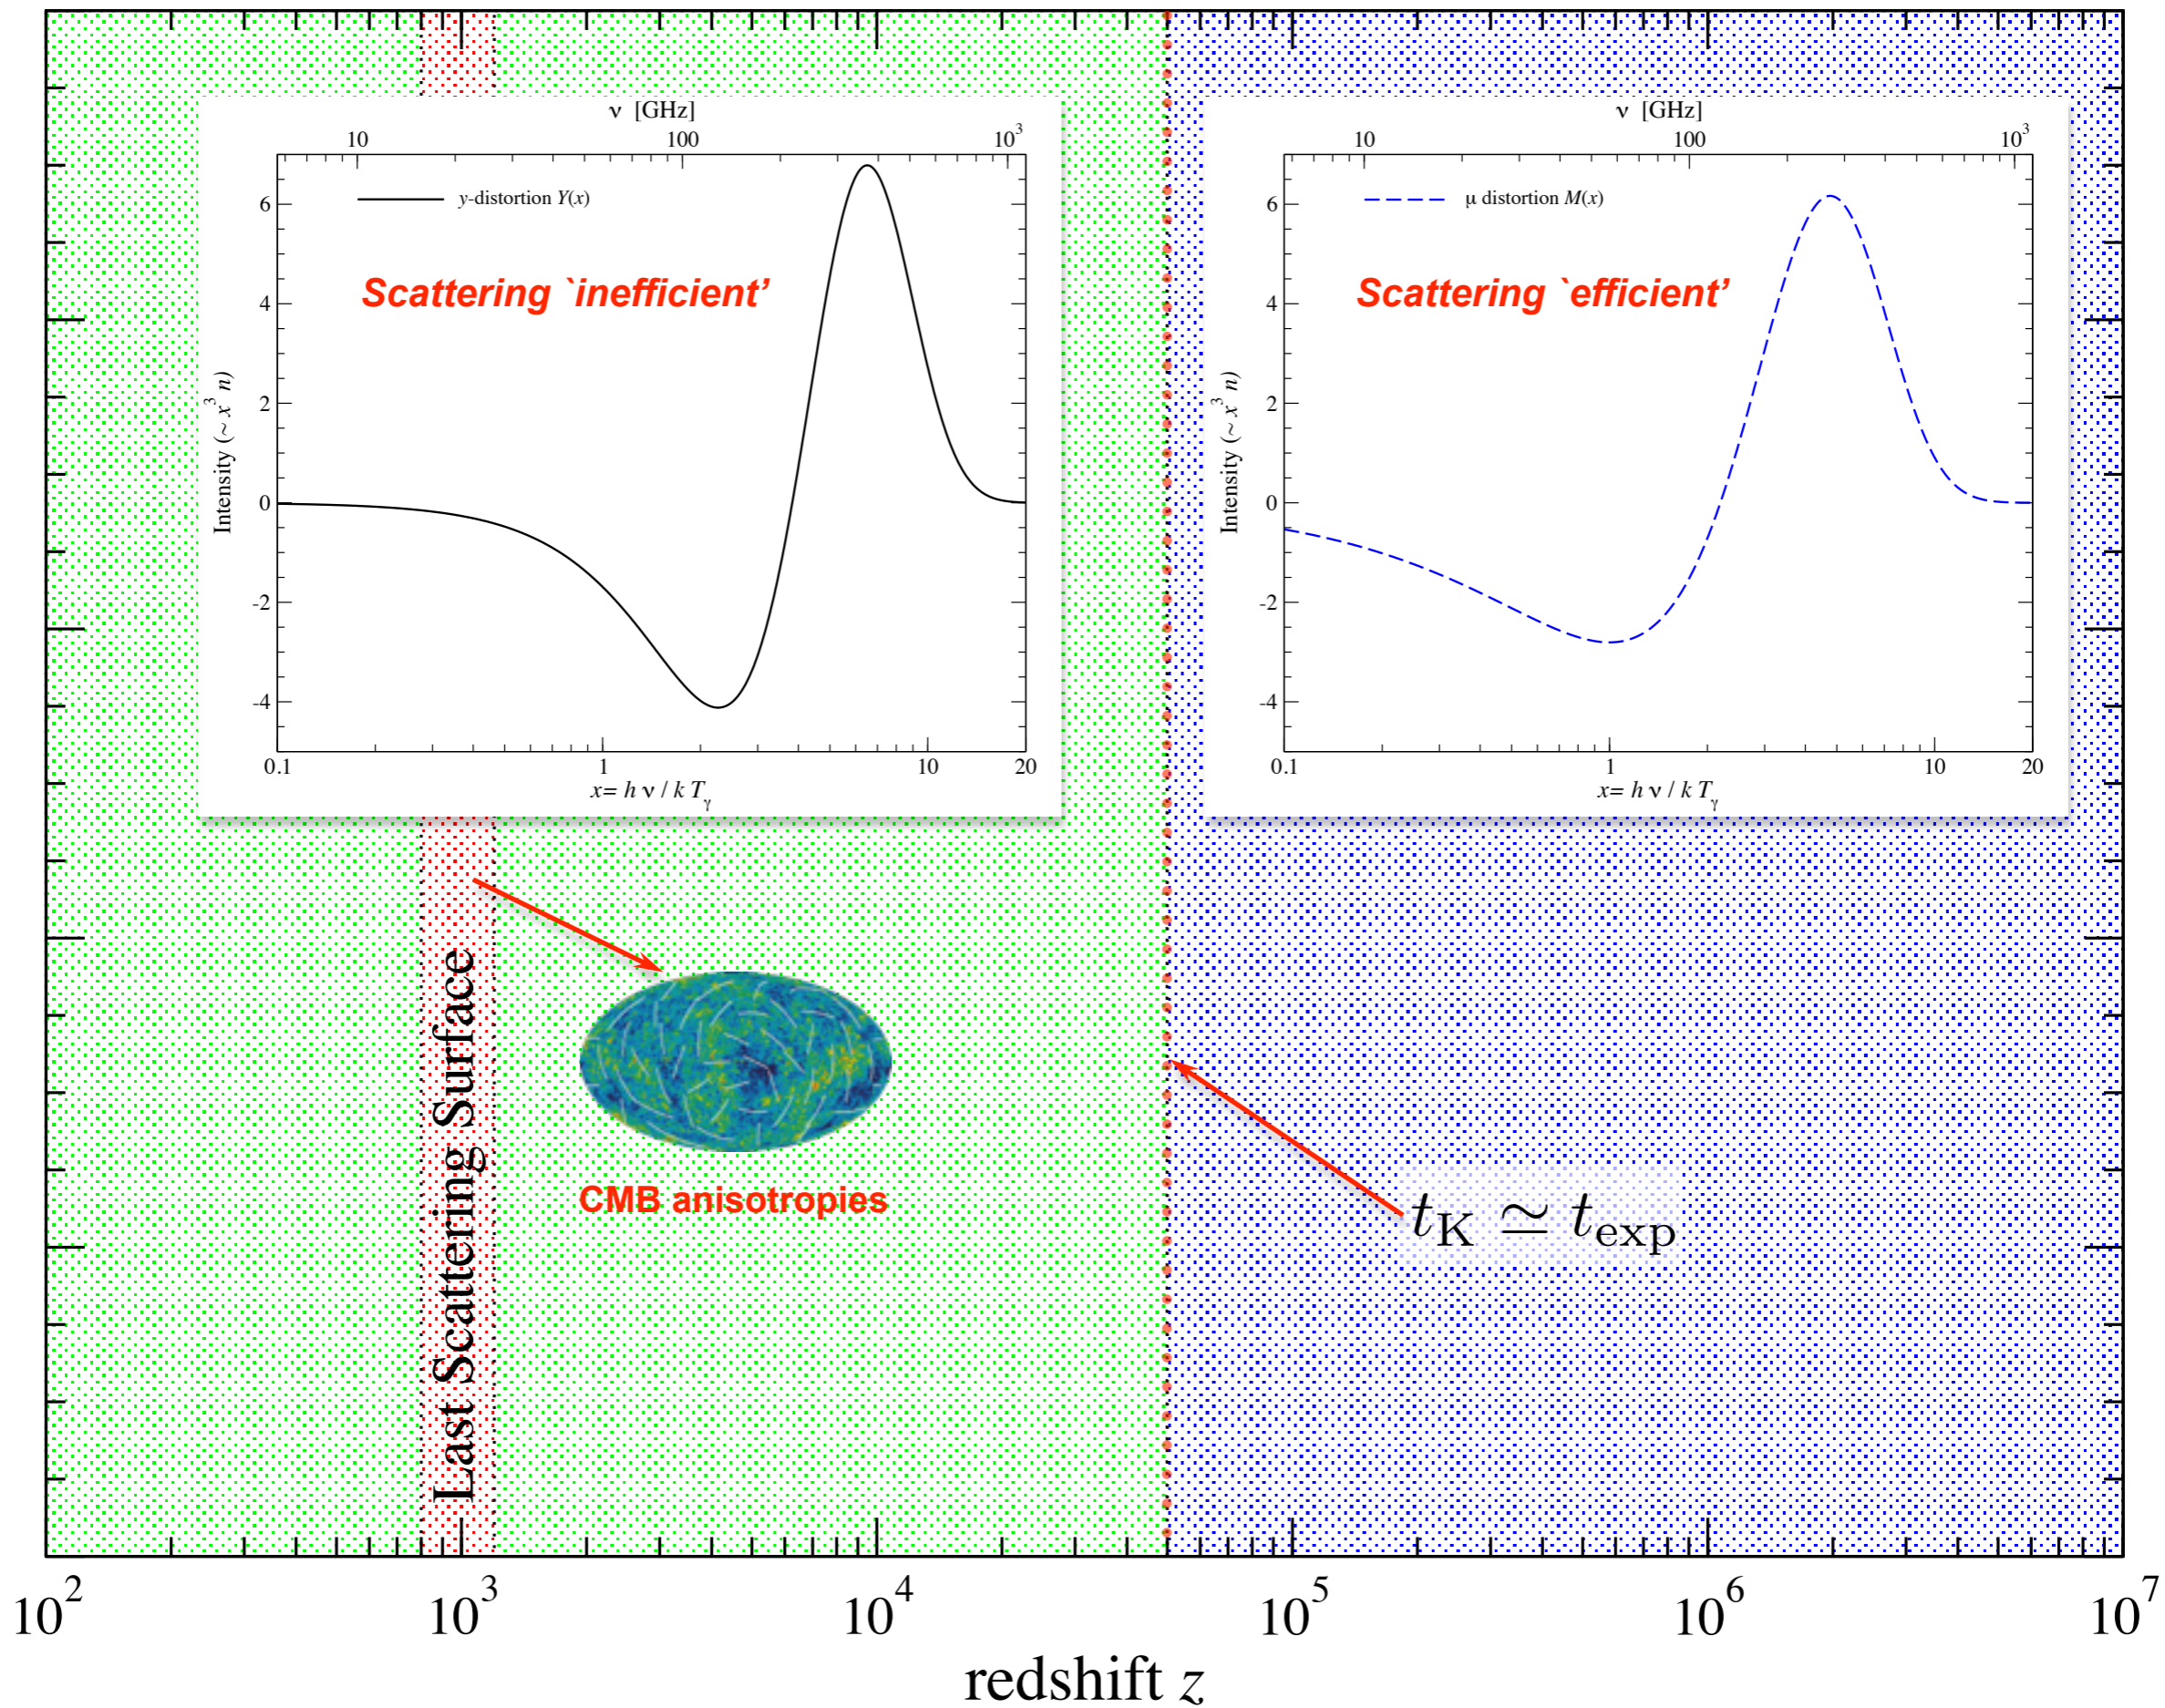 ν [GHz]
10 100 10³
y-distortion Y(x)
Scattering `inefficient’
Intensity (~ x³ n)
6
4
2
0
-2
-4
0.1 1 10 20
x= h ν / k Tγ
ν [GHz]
10 100 10³
μ distortion M(x)
Scattering `efficient’
Intensity (~ x³ n)
6
4
2
0
-2
-4
0.1 1 10 20
x= h ν / k Tγ
Last Scattering Surface
CMB anisotropies
t_K ≃ t_exp
10² 10³ 10⁴ 10⁵ 10⁶ 10⁷
redshift z